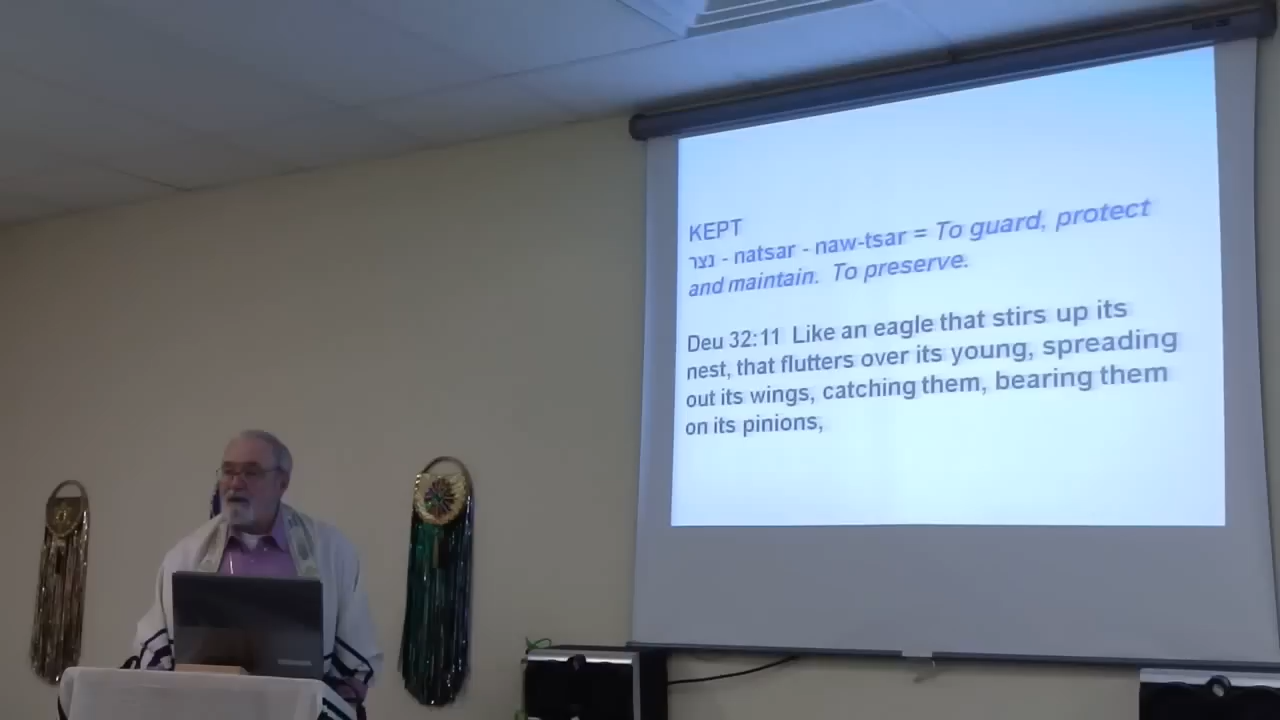 KEPT
נצר - natsar - naw-tsar = To guard, protect
and maintain. To preserve.
Deu 32:11 Like an eagle that stirs up its
nest, that flutters over its young, spreading
out its wings, catching them, bearing them
on its pinions,